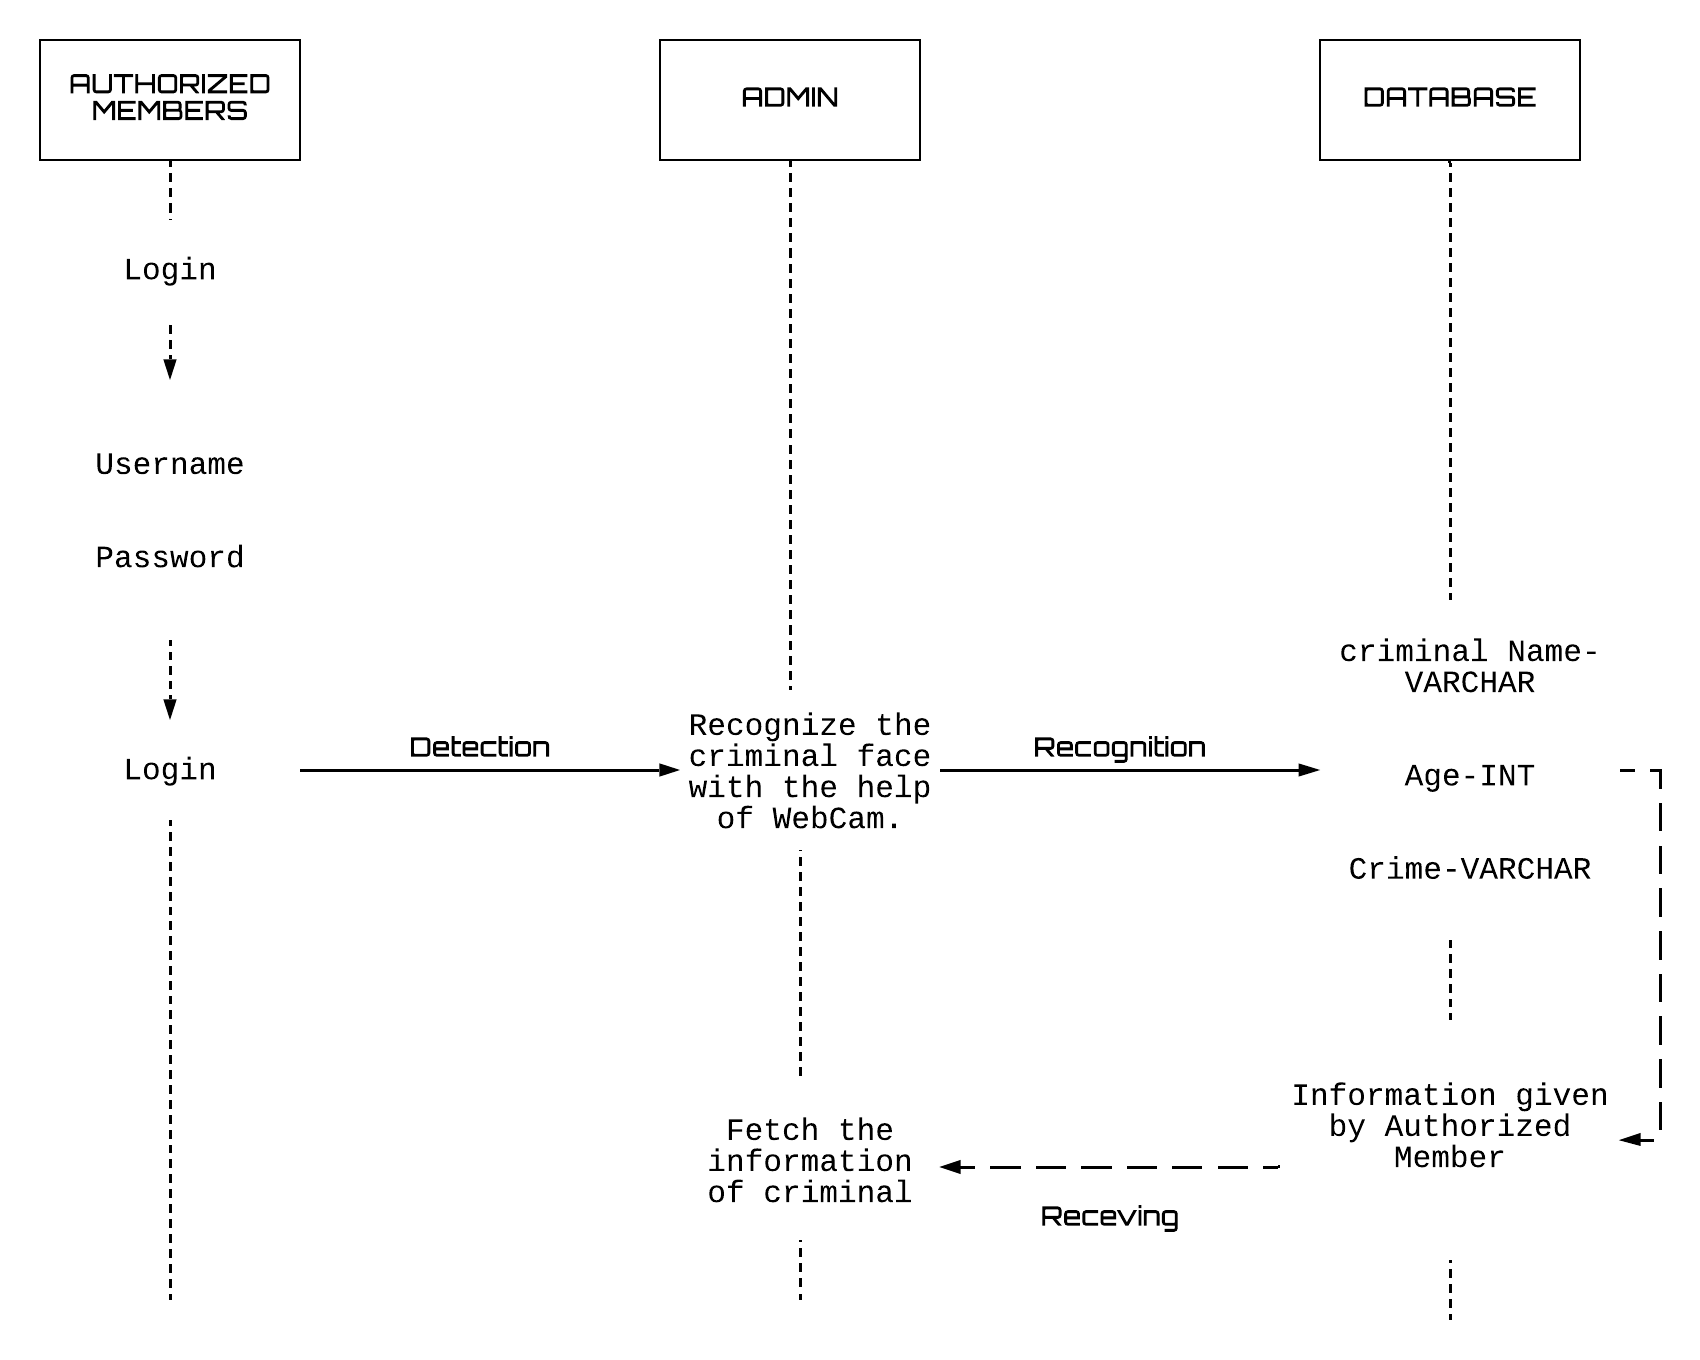 AUTHORIZED
MEMBERS
ADMIN
DATABASE
Login
Username
Password
Login
Detection
Recognize the
criminal face
with the help
of WebCam.
Recognition
criminal Name-
VARCHAR
Age-INT
Crime-VARCHAR
Information given
by Authorized
Member
Receving
Fetch the
information
of criminal